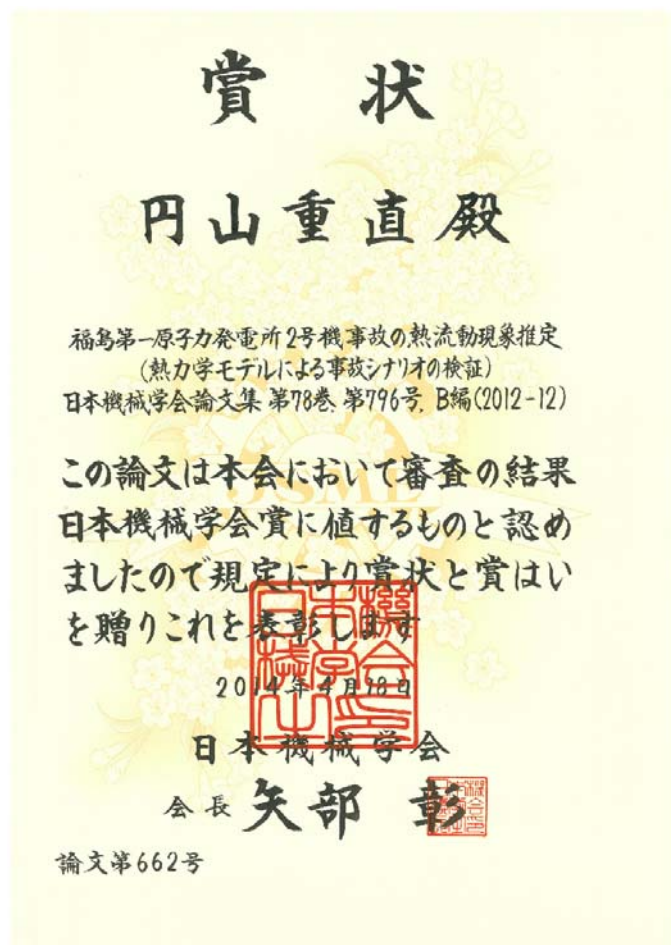 賞状
円山重直殿
福島第一原子力発電所2号機事故の熱流動現象推定
(熱力学モデルによる事故シナリオの検証)
日本機械学会論文集 第78巻, 第796号, B編(2012-12)
この論文は本会において審査の結果
日本機械学会賞に値するものと認め
ましたので規定により賞状と賞はい
を贈りこれを表彰します
2014年4月18日
日本機械学会
会長 矢部 彰
論文第662号
JSME